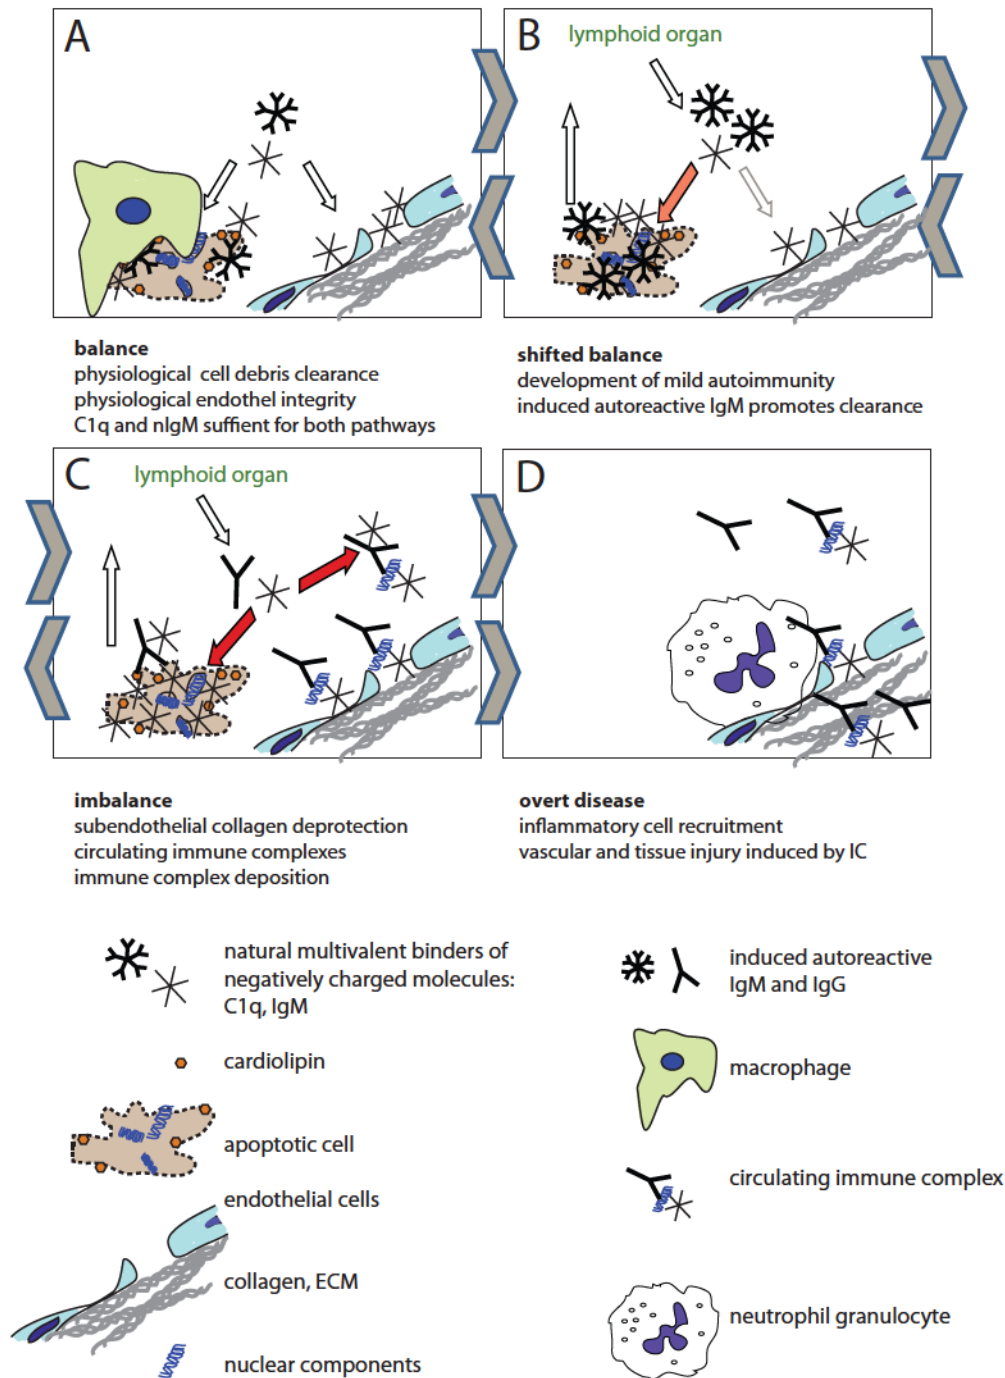 A
balance
physiological cell debris clearance
physiological endothel integrity
C1q and nIgM suffient for both pathways
B
lymphoid organ
shifted balance
development of mild autoimmunity
induced autoreactive IgM promotes clearance
C
lymphoid organ
imbalance
subendothelial collagen deprotection
circulating immune complexes
immune complex deposition
D
overt disease
inflammatory cell recruitment
vascular and tissue injury induced by IC
natural multivalent binders of
negatively charged molecules:
C1q, IgM
cardiolipin
apoptotic cell
endothelial cells
collagen, ECM
nuclear components
induced autoreactive
IgM and IgG
macrophage
circulating immune complex
neutrophil granulocyte